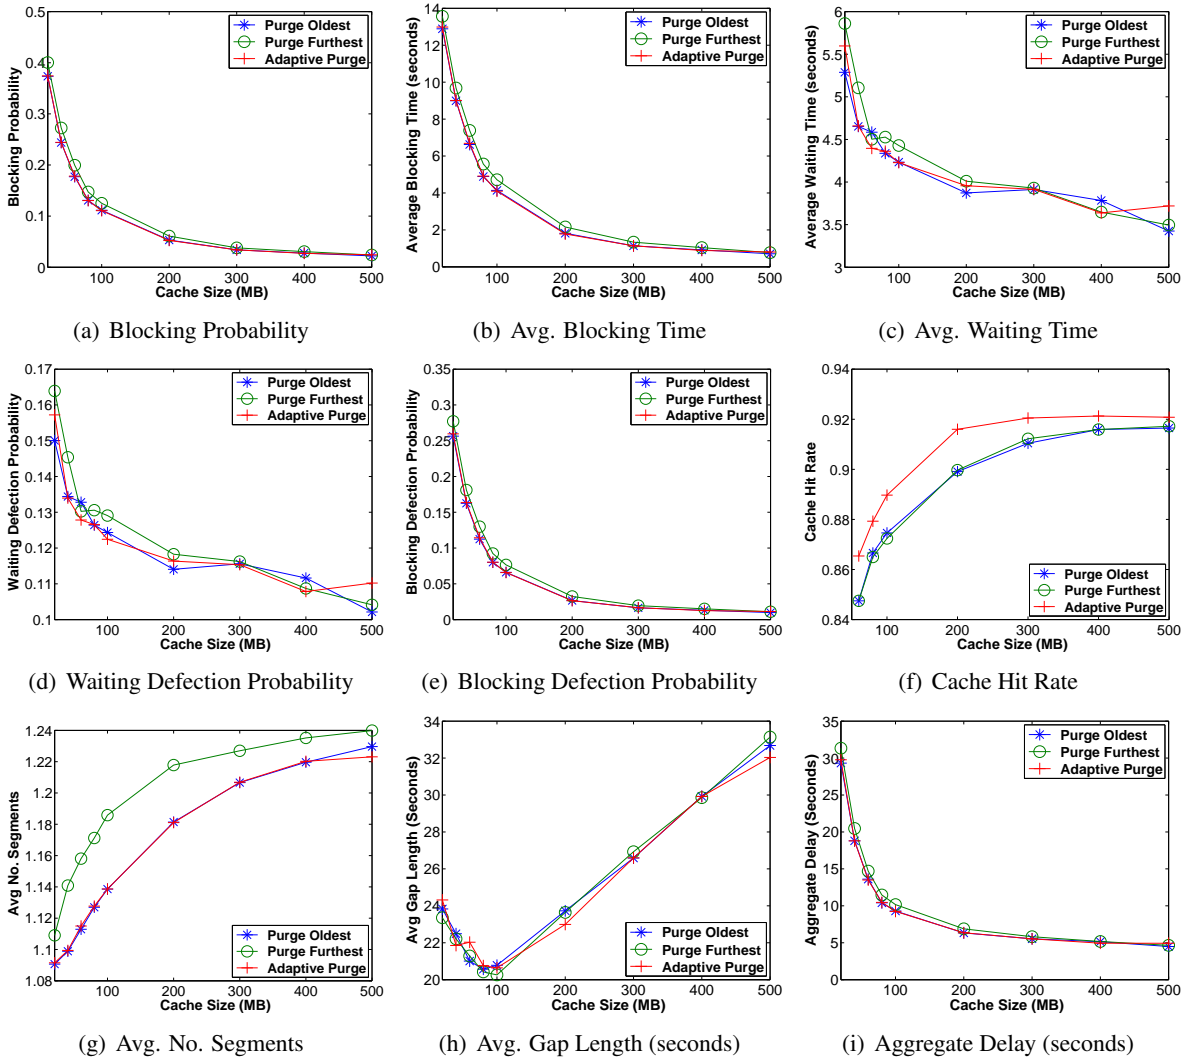 0.5
0.4
0.3
0.2
0.1
0
100 200 300 400 500
Blocking Probability
Cache Size (MB)
Purge Oldest
Purge Furthest
Adaptive Purge
(a) Blocking Probability
14
12
10
8
6
4
2
0
100 200 300 400 500
Average Blocking Time (seconds)
Cache Size (MB)
Purge Oldest
Purge Furthest
Adaptive Purge
(b) Avg. Blocking Time
6
5.5
5
4.5
4
3.5
3
100 200 300 400 500
Average Waiting Time (seconds)
Cache Size (MB)
Purge Oldest
Purge Furthest
Adaptive Purge
(c) Avg. Waiting Time
0.17
0.16
0.15
0.14
0.13
0.12
0.11
0.1
100 200 300 400 500
Waiting Defection Probability
Cache Size (MB)
Purge Oldest
Purge Furthest
Adaptive Purge
(d) Waiting Defection Probability
0.35
0.3
0.25
0.2
0.15
0.1
0.05
0
100 200 300 400 500
Blocking Defection Probability
Cache Size (MB)
Purge Oldest
Purge Furthest
Adaptive Purge
(e) Blocking Defection Probability
0.94
0.92
0.9
0.88
0.86
0.84
100 200 300 400 500
Cache Hit Rate
Cache Size (MB)
Purge Oldest
Purge Furthest
Adaptive Purge
(f) Cache Hit Rate
1.24
1.22
1.2
1.18
1.16
1.14
1.12
1.1
1.08
100 200 300 400 500
Avg No. Segments
Cache Size (MB)
Purge Oldest
Purge Furthest
Adaptive Purge
(g) Avg. No. Segments
34
32
30
28
26
24
22
20
100 200 300 400 500
Avg Gap Length (Seconds)
Cache Size (MB)
Purge Oldest
Purge Furthest
Adaptive Purge
(h) Avg. Gap Length (seconds)
35
30
25
20
15
10
5
0
100 200 300 400 500
Aggregate Delay (Seconds)
Cache Size (MB)
Purge Oldest
Purge Furthest
Adaptive Purge
(i) Aggregate Delay (seconds)